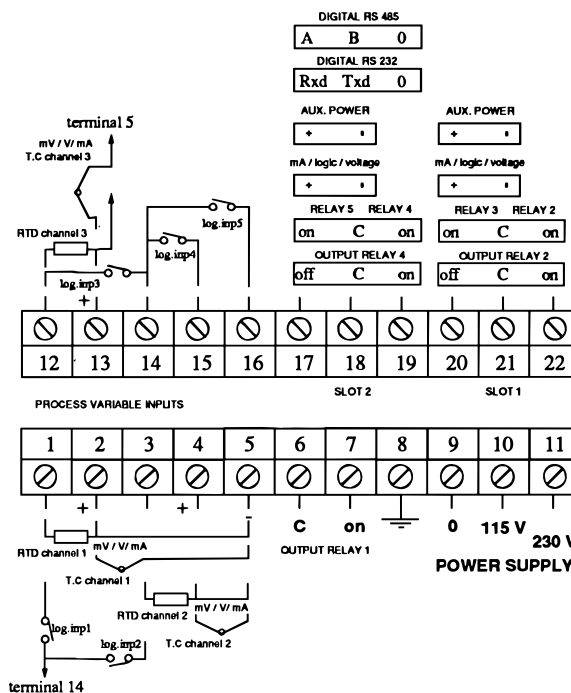 DIGITAL RS 485
A B 0
DIGITAL RS 232
Rxd Txd 0
AUX. POWER AUX. POWER
+ - + -
mA / logic / voltage mA / logic / voltage
+ - + -
RELAY 5 RELAY 4 RELAY 3 RELAY 2
on C on on C on
OUTPUT RELAY 4 OUTPUT RELAY 2
off C on off C on
terminal 5
mV / V/ mA
T.C channel 3
RTD channel 3
log.inp5
log.inp4
log.inp3
+
12 13 14 15 16 17 18 19 20 21 22
SLOT 2 SLOT 1
PROCESS VARIABLE INPUTS
1 2 3 4 5 6 7 8 9 10 11
+ + -
C on 0 115 V 230 V
OUTPUT RELAY 1
POWER SUPPLY
RTD channel 1
mV / V/ mA
T.C channel 1
RTD channel 2
mV / V/ mA
T.C channel 2
log.inp1
log.inp2
terminal 14